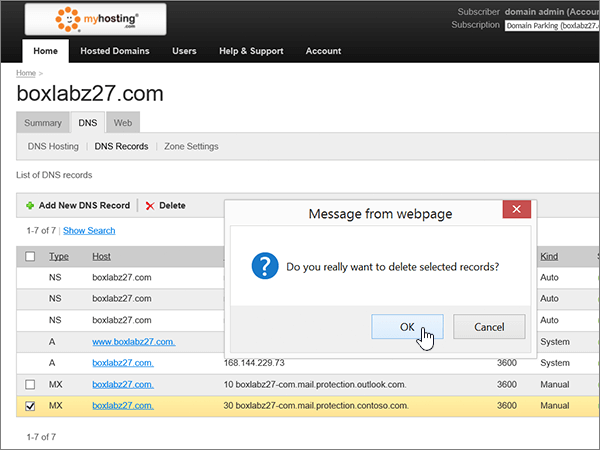 Subscriber domain admin (Accou
myhosting
.com
Subscription Domain Parking (boxlabz27.
Home Hosted Domains Users Help & Support Account
Home >
boxlabz27.com
Summary DNS Web
DNS Hosting DNS Records Zone Settings
List of DNS records
Add New DNS Record Delete
Message from webpage
1-7 of 7 Show Search
Type Host Kind
Do you really want to delete selected records?
NS boxlabz27.com Auto
NS boxlabz27.com Auto
NS boxlabz27.com Auto
OK Cancel
A www.boxlabz27.com. System
A boxlabz27.com. 168.144.229.73 3600 System
MX boxlabz27.com. 10 boxlabz27-com.mail.protection.outlook.com. 3600 Manual
MX boxlabz27.com. 30 boxlabz27-com.mail.protection.contoso.com. 3600 Manual
1-7 of 7